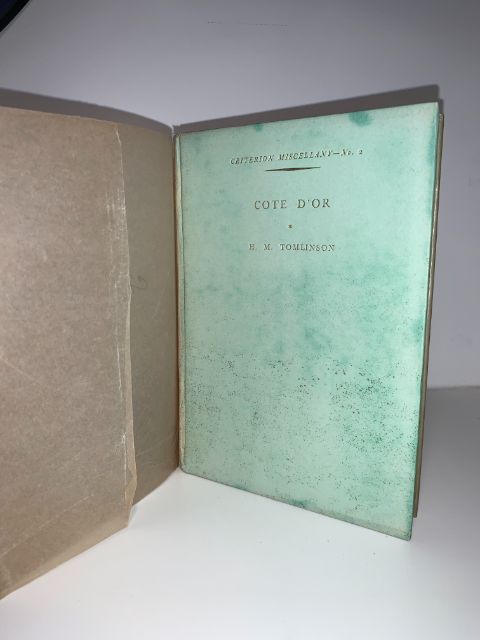 CRITERION MISCELLANY—No. 2
COTE D'OR
*
H. M. TOMLINSON